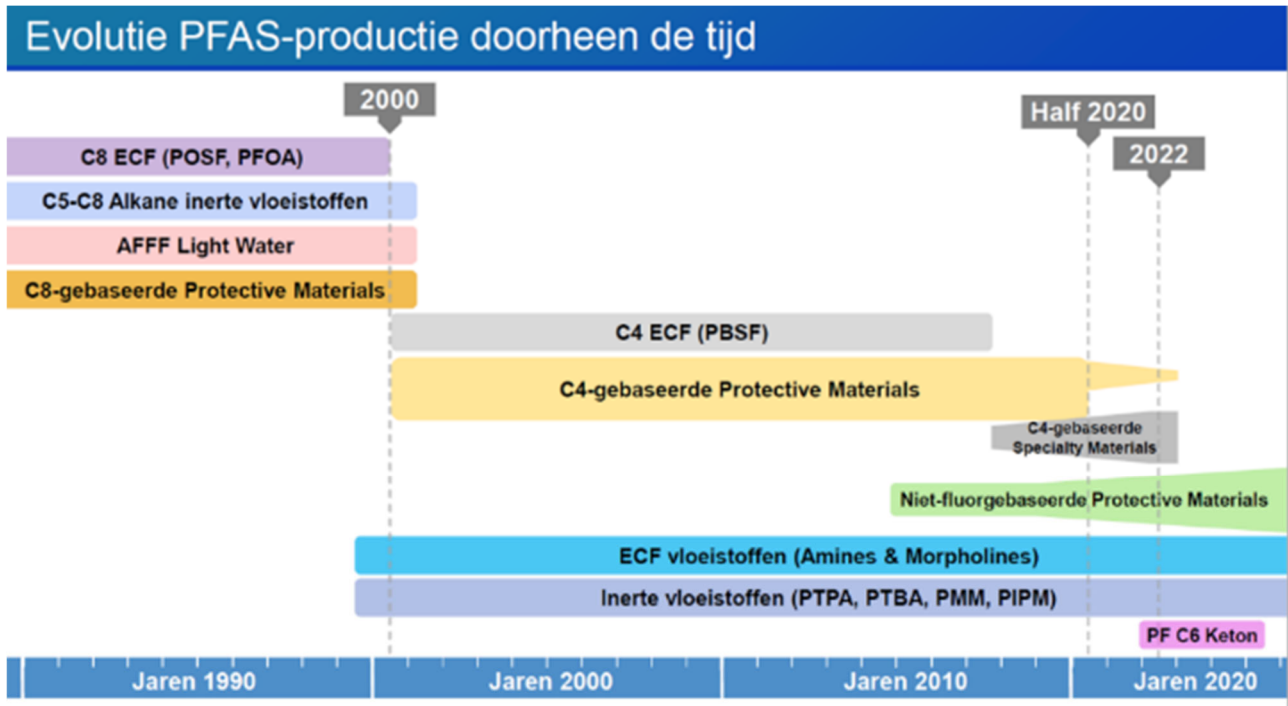 Evolutie PFAS-productie doorheen de tijd
2000
Half 2020
2022
C8 ECF (POSF, PFOA)
C5-C8 Alkane inerte vloeistoffen
AFFF Light Water
C8-gebaseerde Protective Materials
C4 ECF (PBSF)
C4-gebaseerde Protective Materials
C4-gebaseerde
Specialty Materials
Niet-fluorgebaseerde Protective Materials
ECF vloeistoffen (Amines & Morpholines)
Inerte vloeistoffen (PTPA, PTBA, PMM, PIPM)
PF C6 Keton
Jaren 1990
Jaren 2000
Jaren 2010
Jaren 2020